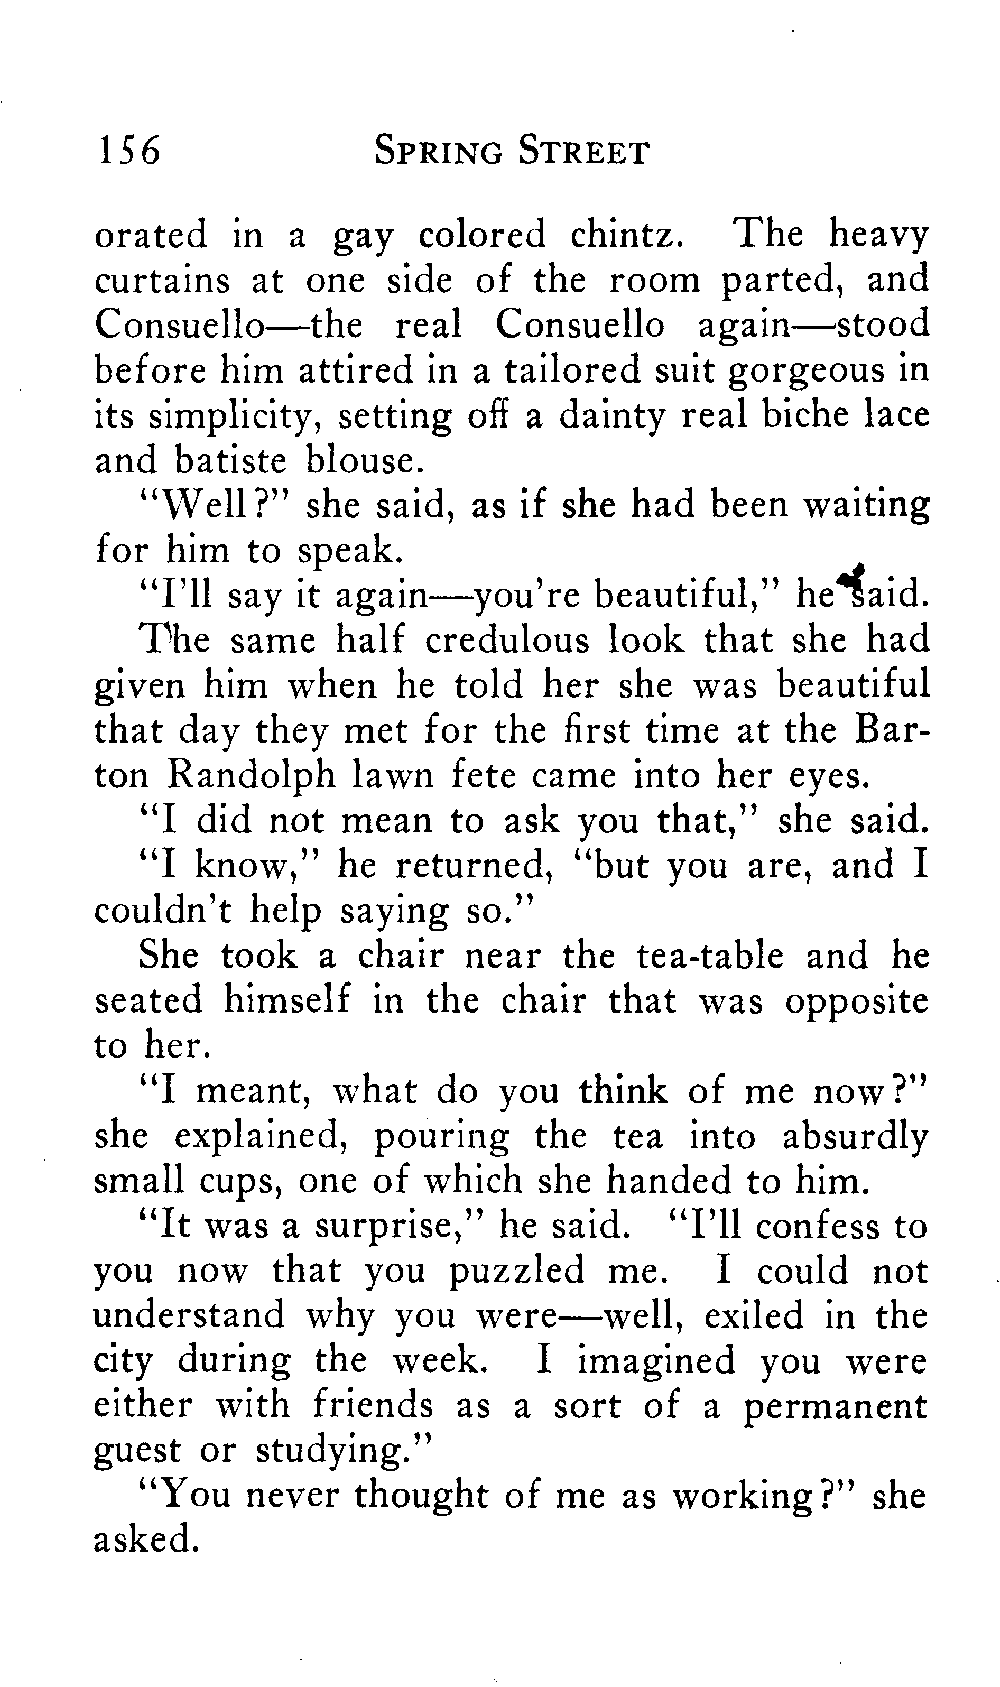 156 SPRING STREET
orated in a gay colored chintz. The heavy
curtains at one side of the room parted, and
Consuello—the real Consuello again—stood
before him attired in a tailored suit gorgeous in
its simplicity, setting off a dainty real biche lace
and batiste blouse.
"Well?" she said, as if she had been waiting
for him to speak.
"I'll say it again—you're beautiful," he said.
The same half credulous look that she had
given him when he told her she was beautiful
that day they met for the first time at the Bar-
ton Randolph lawn fete came into her eyes.
"I did not mean to ask you that," she said.
"I know," he returned, "but you are, and I
couldn't help saying so."
She took a chair near the tea-table and he
seated himself in the chair that was opposite
to her.
"I meant, what do you think of me now?"
she explained, pouring the tea into absurdly
small cups, one of which she handed to him.
"It was a surprise," he said. "I'll confess to
you now that you puzzled me. I could not
understand why you were—well, exiled in the
city during the week. I imagined you were
either with friends as a sort of a permanent
guest or studying."
"You never thought of me as working?" she
asked.